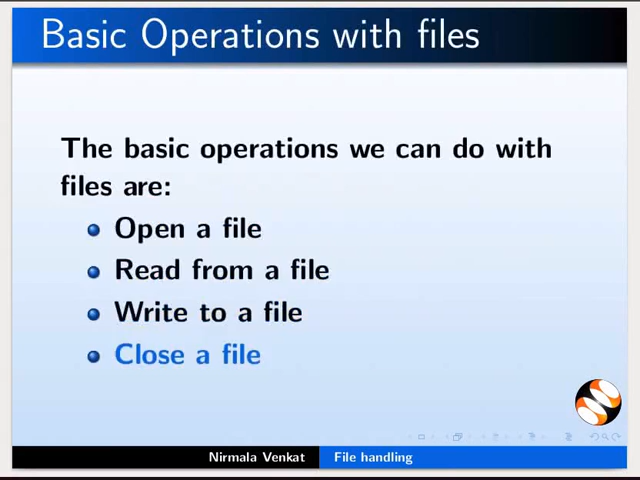 Basic Operations with files
The basic operations we can do with
files are:
Open a file
Read from a file
Write to a file
Close a file
Nirmala Venkat
File handling